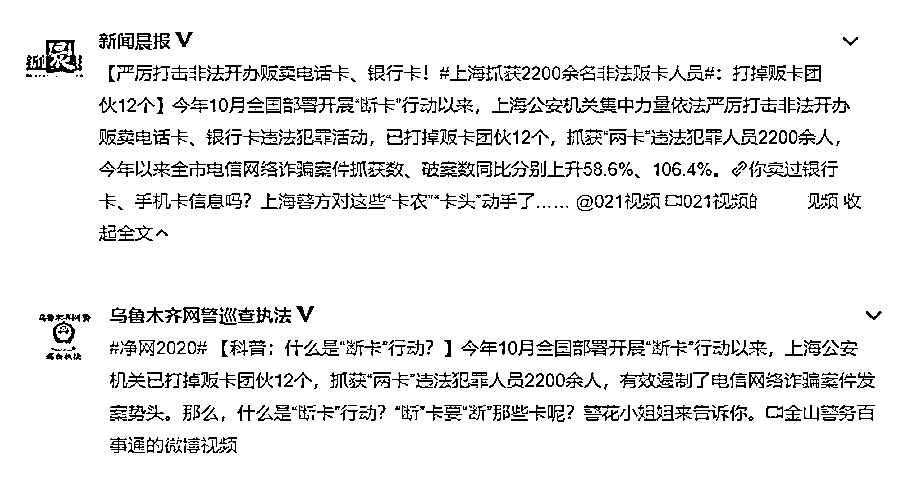 新闻晨报 V
【严厉打击非法开办贩卖电话卡、银行卡！#上海抓获2200余名非法贩卡人员#：打掉贩卡团
伙12个】今年10月全国部署开展“断卡”行动以来，上海公安机关集中力量依法严厉打击非法开办
贩卖电话卡、银行卡违法犯罪活动，已打掉贩卡团伙12个，抓获“两卡”违法犯罪人员2200余人，
今年以来全市电信网络诈骗案件抓获数、破案数同比分别上升58.6%、106.4%。你卖过银行
卡、手机卡信息吗？上海警方对这些“卡农”“卡头”动手了…… @021视频 021视频的 视频 收
起全文
乌鲁木齐网警巡查执法 V
#净网2020# 【科普：什么是“断卡”行动？】今年10月全国部署开展“断卡”行动以来，上海公安
机关已打掉贩卡团伙12个，抓获“两卡”违法犯罪人员2200余人，有效遏制了电信网络诈骗案件发
案势头。那么，什么是“断卡”行动？“断”卡要“断”那些卡呢？警花小姐姐来告诉你。金山警务百
事通的微博视频